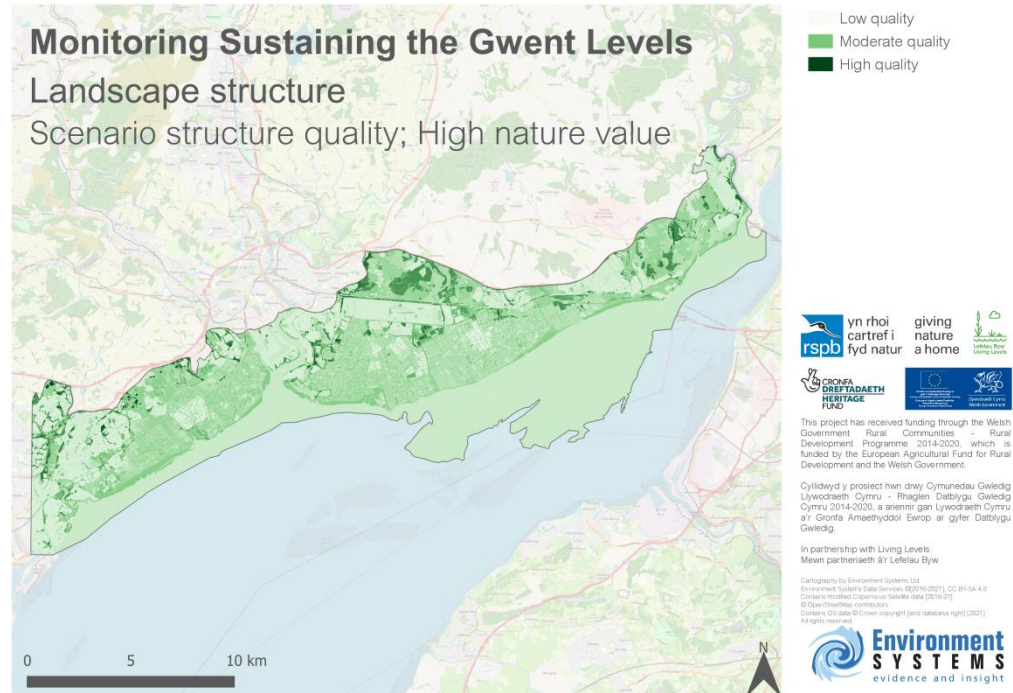 Monitoring Sustaining the Gwent Levels
Landscape structure
Scenario structure quality; High nature value
Low quality
Moderate quality
High quality
rspb
yn rhoi
cartref i
fyd natur
giving
nature
a home
Lefelau Byw
Living Levels
CRONFA
DREFTADAETH
HERITAGE
FUND
Llywodraeth Cymru
Welsh Government
This project has received funding through the Welsh
Government Rural Communities - Rural
Development Programme 2014-2020, which is
funded by the European Agricultural Fund for Rural
Development and the Welsh Government.
Cyllidwyd y prosiect hwn drwy Cymunedau Gwledig
Llywodraeth Cymru - Rhaglen Datblygu Gwledig
Cymru 2014-2020, a ariennir gan Lywodraeth Cymru
a'r Gronfa Amaethyddol Ewrop ar gyfer Datblygu
Gwledig.
In partnership with Living Levels
Mewn partneriaeth â'r Lefelau Byw
Cartography by Environment Systems Ltd
Environment Systems Data Services ©[2016-2021], CC BY-SA 4.0
Contains modified Copernicus Satellite data [2016-21]
© OpenStreetMap contributors
Contains OS data © Crown copyright [and database right] [2021]
All rights reserved
Environment
SYSTEMS
evidence and insight
0 5 10 km
N